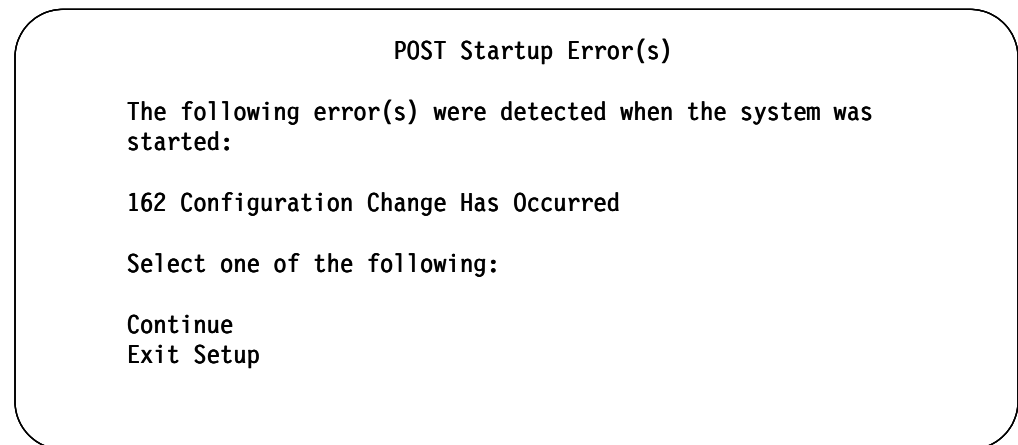 POST Startup Error(s)
The following error(s) were detected when the system was
started:
162 Configuration Change Has Occurred
Select one of the following:
Continue
Exit Setup